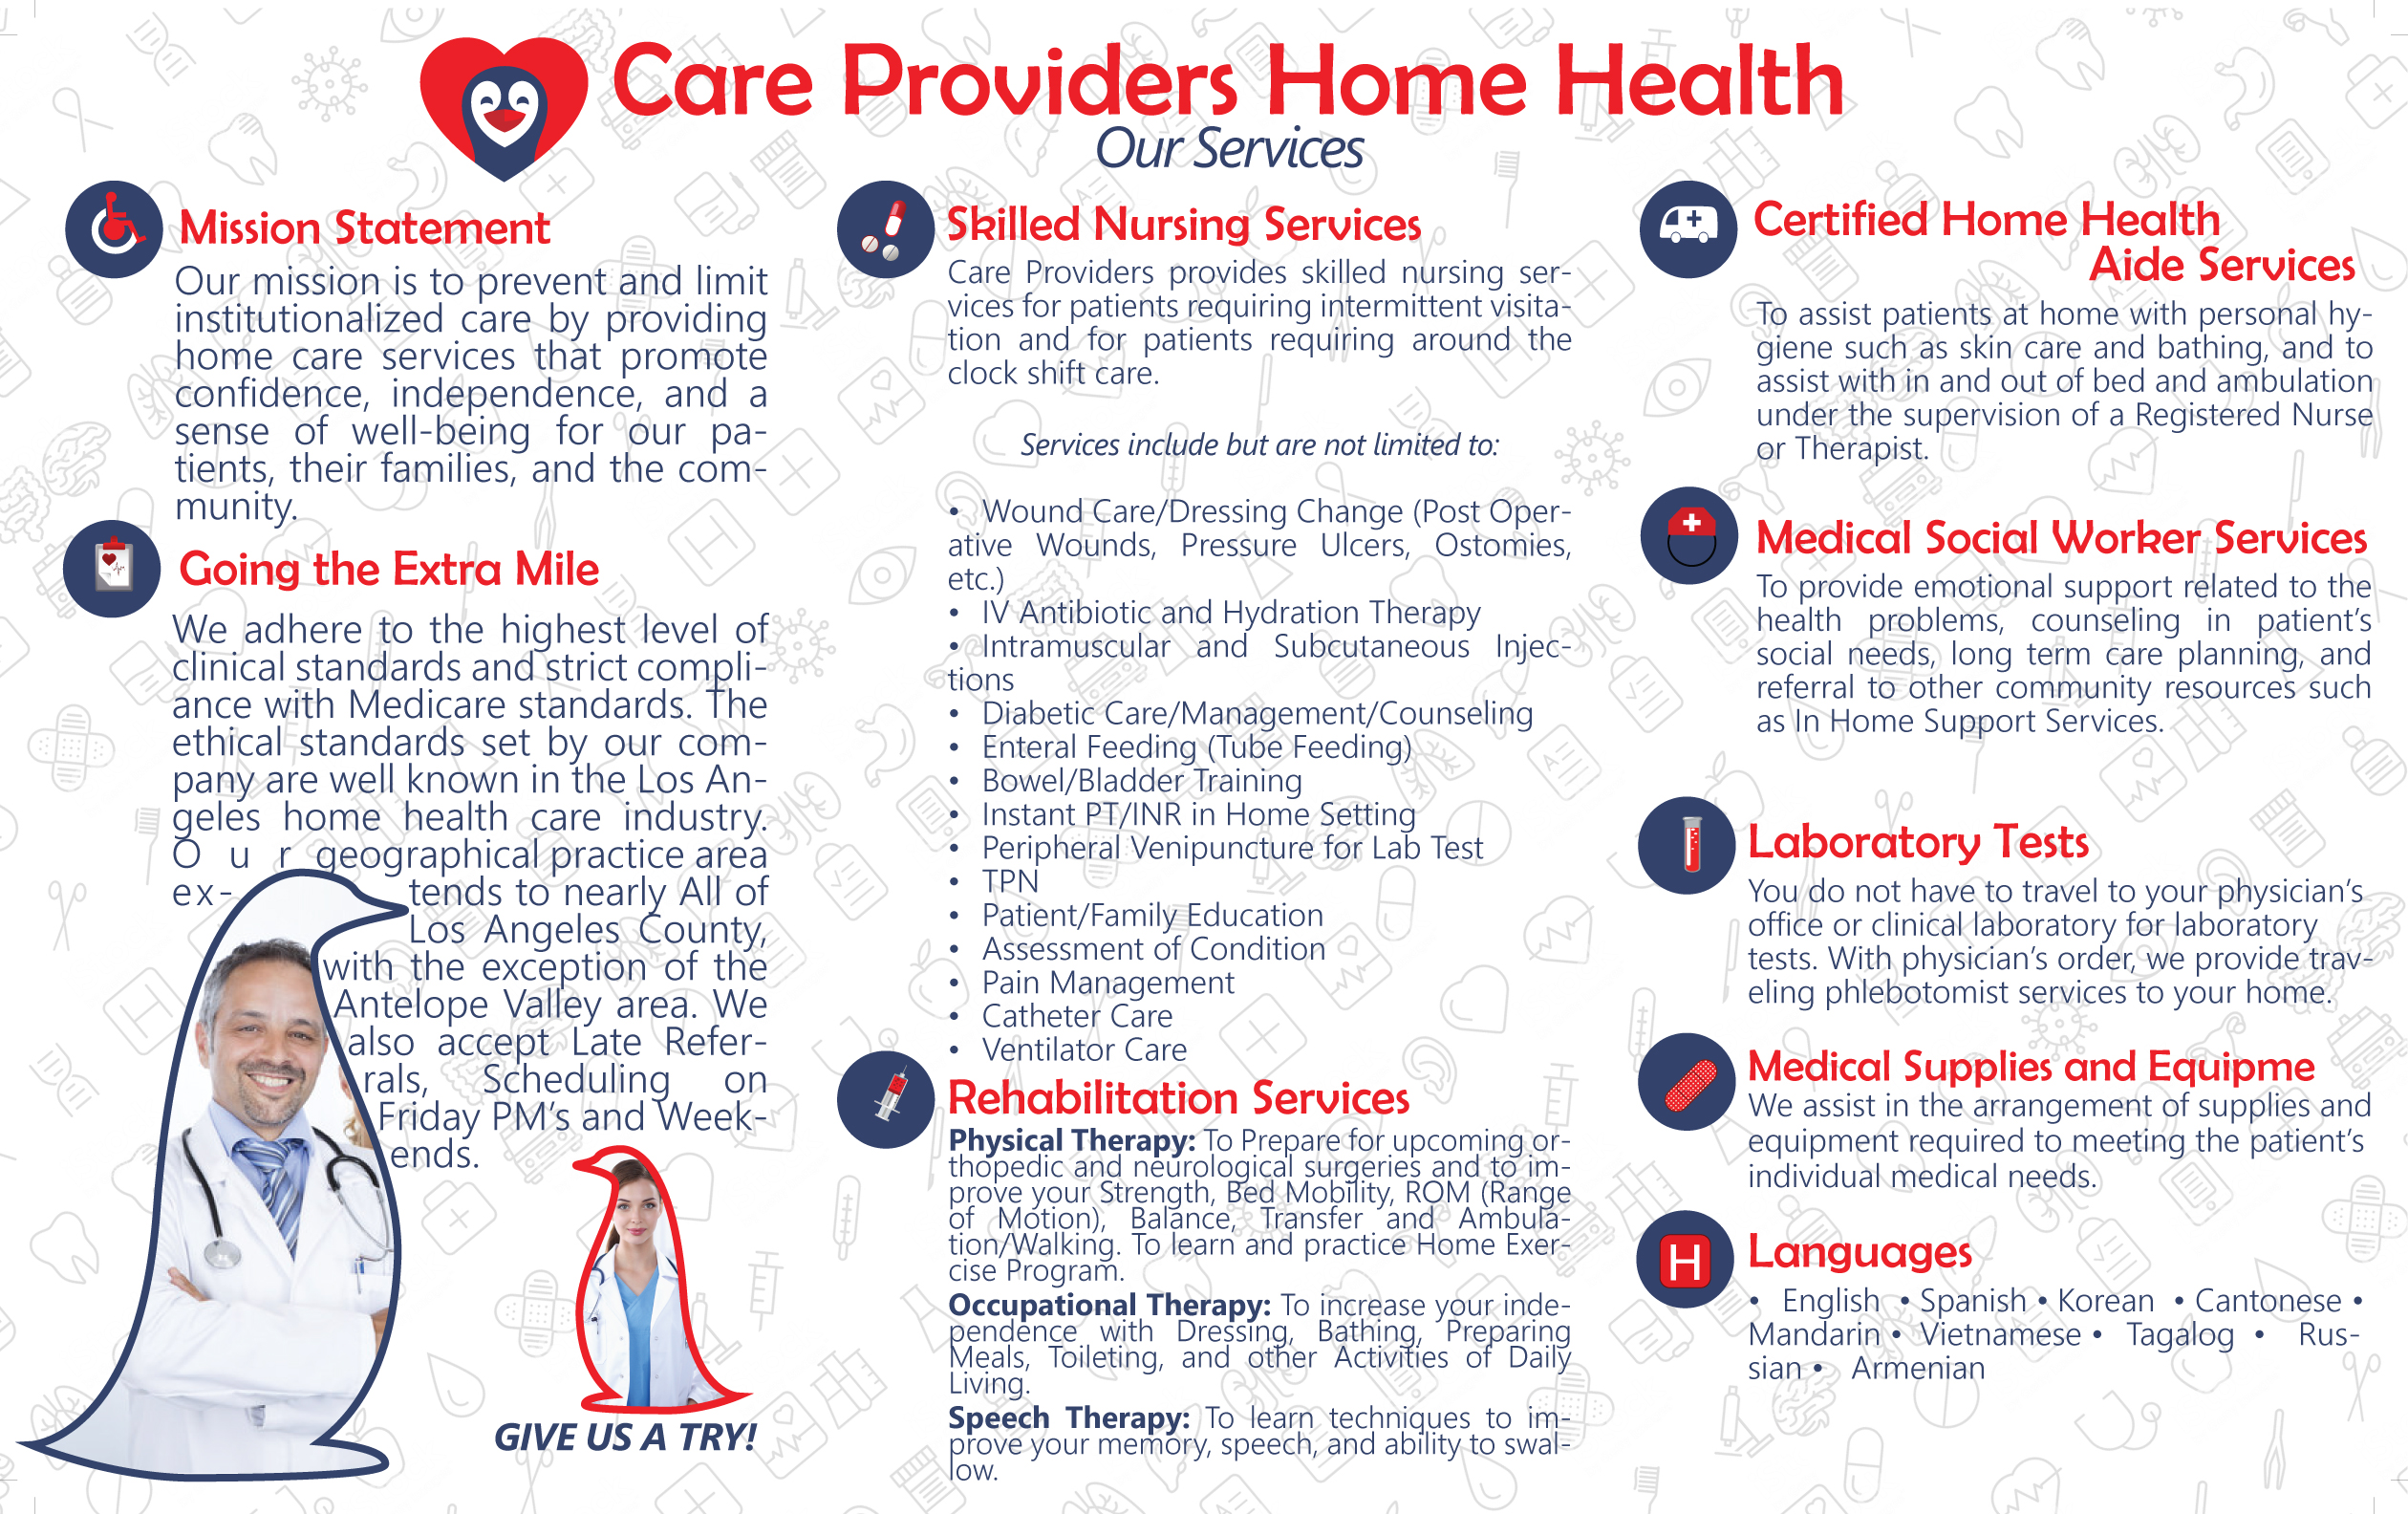 Care Providers Home Health
Our Services
Mission Statement
Our mission is to prevent and limit
institutionalized care by providing
home care services that promote
confidence, independence, and a
sense of well-being for our pa-
tients, their families, and the com-
munity.
Going the Extra Mile
We adhere to the highest level of
clinical standards and strict compli-
ance with Medicare standards. The
ethical standards set by our com-
pany are well known in the Los An-
geles home health care industry.
Our geographical practice area
ex- tends to nearly All of
Los Angeles County,
with the exception of the
Antelope Valley area. We
also accept Late Refer-
rals, Scheduling on
Friday PM's and Week-
ends.
GIVE US A TRY!
Skilled Nursing Services
Care Providers provides skilled nursing ser-
vices for patients requiring intermittent visita-
tion and for patients requiring around the
clock shift care.
Services include but are not limited to:
• Wound Care/Dressing Change (Post Oper-
ative Wounds, Pressure Ulcers, Ostomies,
etc.)
• IV Antibiotic and Hydration Therapy
• Intramuscular and Subcutaneous Injec-
tions
• Diabetic Care/Management/Counseling
• Enteral Feeding (Tube Feeding)
• Bowel/Bladder Training
• Instant PT/INR in Home Setting
• Peripheral Venipuncture for Lab Test
• TPN
• Patient/Family Education
• Assessment of Condition
• Pain Management
• Catheter Care
• Ventilator Care
Rehabilitation Services
Physical Therapy: To Prepare for upcoming or-
thopedic and neurological surgeries and to im-
prove your Strength, Bed Mobility, ROM (Range
of Motion), Balance, Transfer and Ambula-
tion/Walking. To learn and practice Home Exer-
cise Program.
Occupational Therapy: To increase your inde-
pendence with Dressing, Bathing, Preparing
Meals, Toileting, and other Activities of Daily
Living.
Speech Therapy: To learn techniques to im-
prove your memory, speech, and ability to swal-
low.
Certified Home Health
Aide Services
To assist patients at home with personal hy-
giene such as skin care and bathing, and to
assist with in and out of bed and ambulation
under the supervision of a Registered Nurse
or Therapist.
Medical Social Worker Services
To provide emotional support related to the
health problems, counseling in patient's
social needs, long term care planning, and
referral to other community resources such
as In Home Support Services.
Laboratory Tests
You do not have to travel to your physician's
office or clinical laboratory for laboratory
tests. With physician's order, we provide trav-
eling phlebotomist services to your home.
Medical Supplies and Equipme
We assist in the arrangement of supplies and
equipment required to meeting the patient's
individual medical needs.
H
Languages
• English • Spanish • Korean • Cantonese •
Mandarin • Vietnamese • Tagalog • Rus-
sian • Armenian